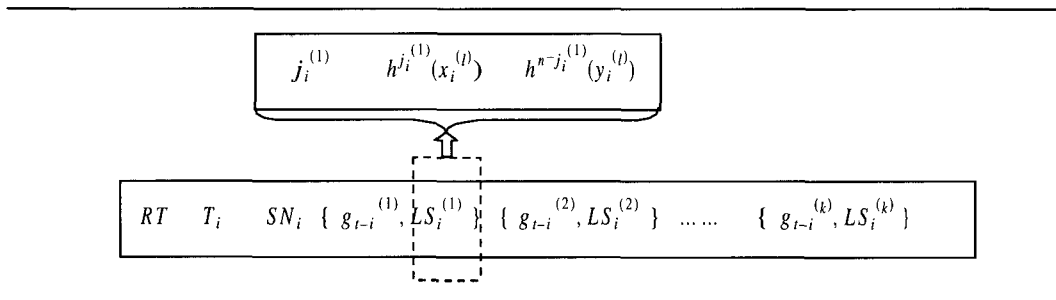 j_i^{(1)} h^{j_i^{(1)}}(x_i^{(l)}) h^{n-j_i^{(1)}}(y_i^{(l)})
RT T_i SN_i { g_{t-i}^{(1)}, LS_i^{(1)} } { g_{t-i}^{(2)}, LS_i^{(2)} } ... ... { g_{t-i}^{(k)}, LS_i^{(k)} }